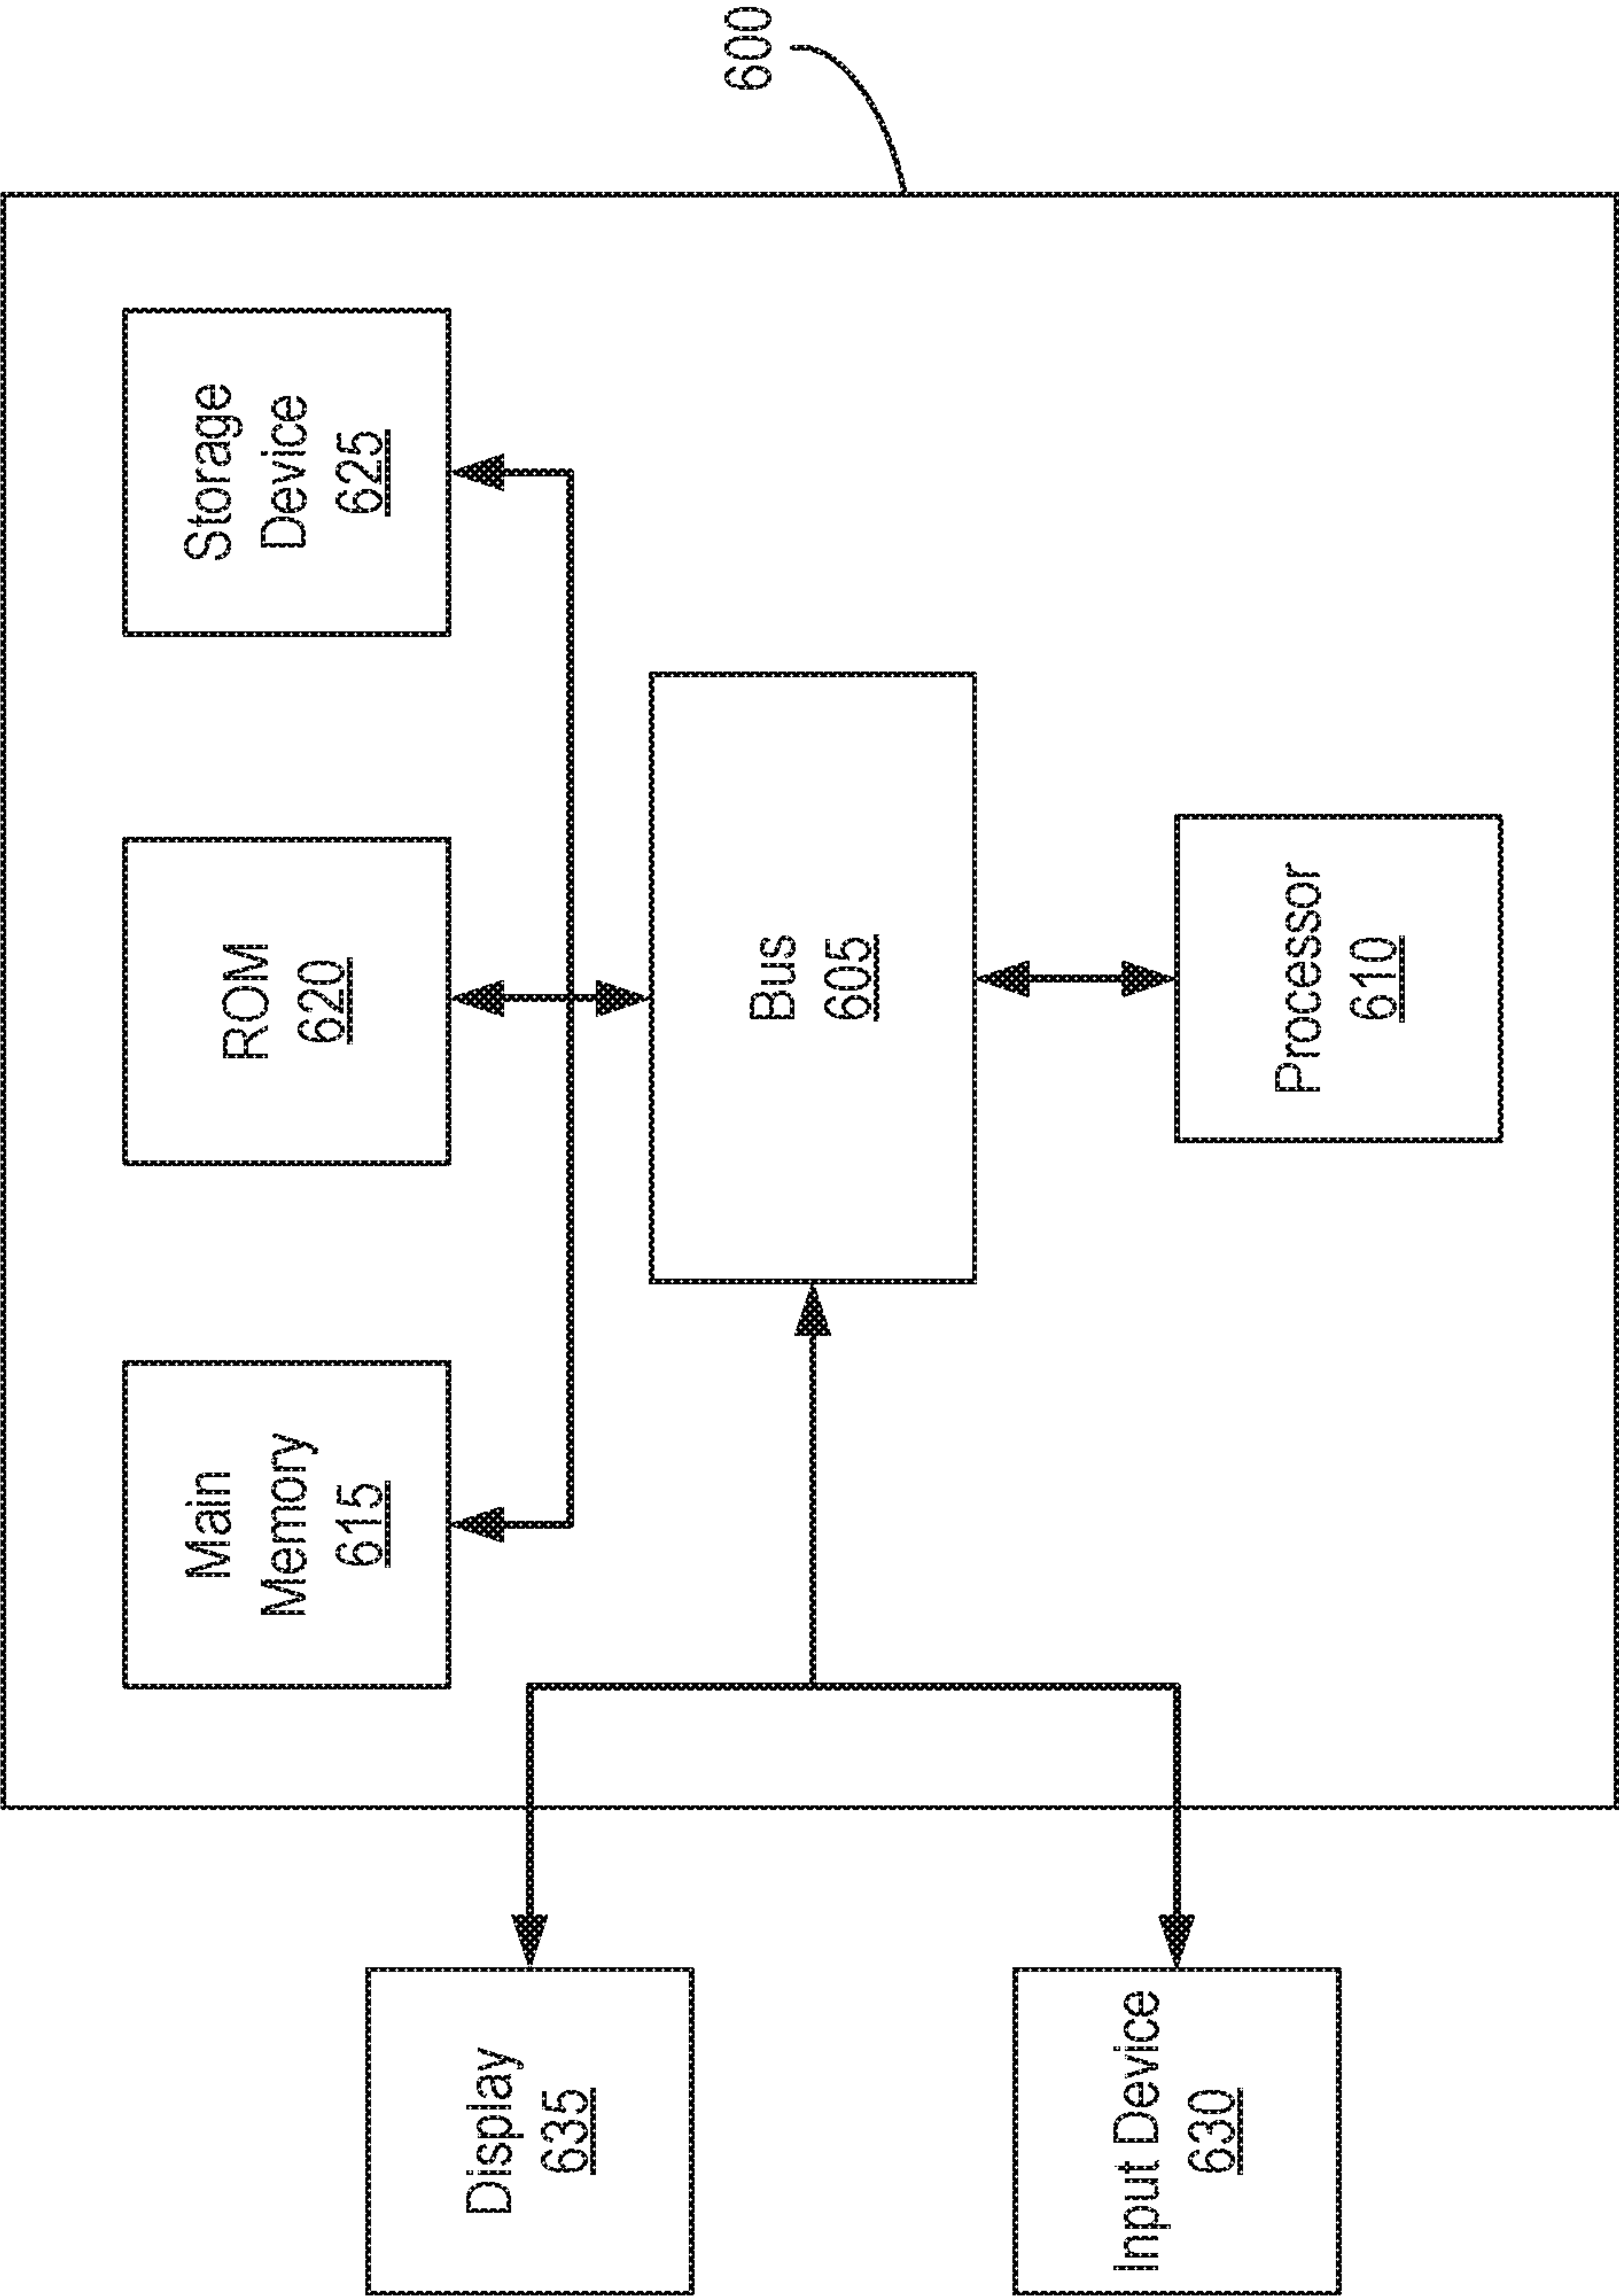 600
Main
Memory
615
ROM
620
Storage
Device
625
Display
635
Bus
605
Input Device
630
Processor
610